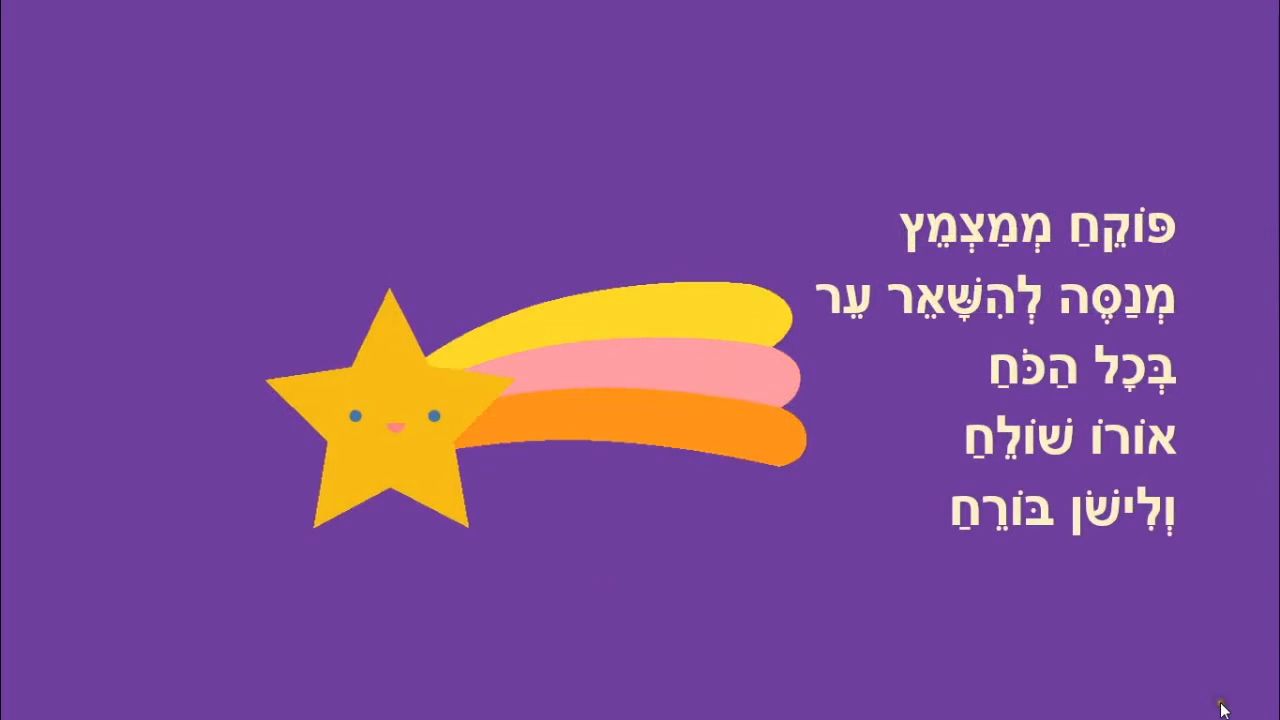 פּוֹקֵחַ מְמַצְמֵץ
מְנַסֶּה לְהִשָּׁאֵר עֵר
בְּכָל הַכֹּחַ
אוֹרוֹ שׁוֹלֵחַ
וְלִישֹׁן בּוֹרֵחַ